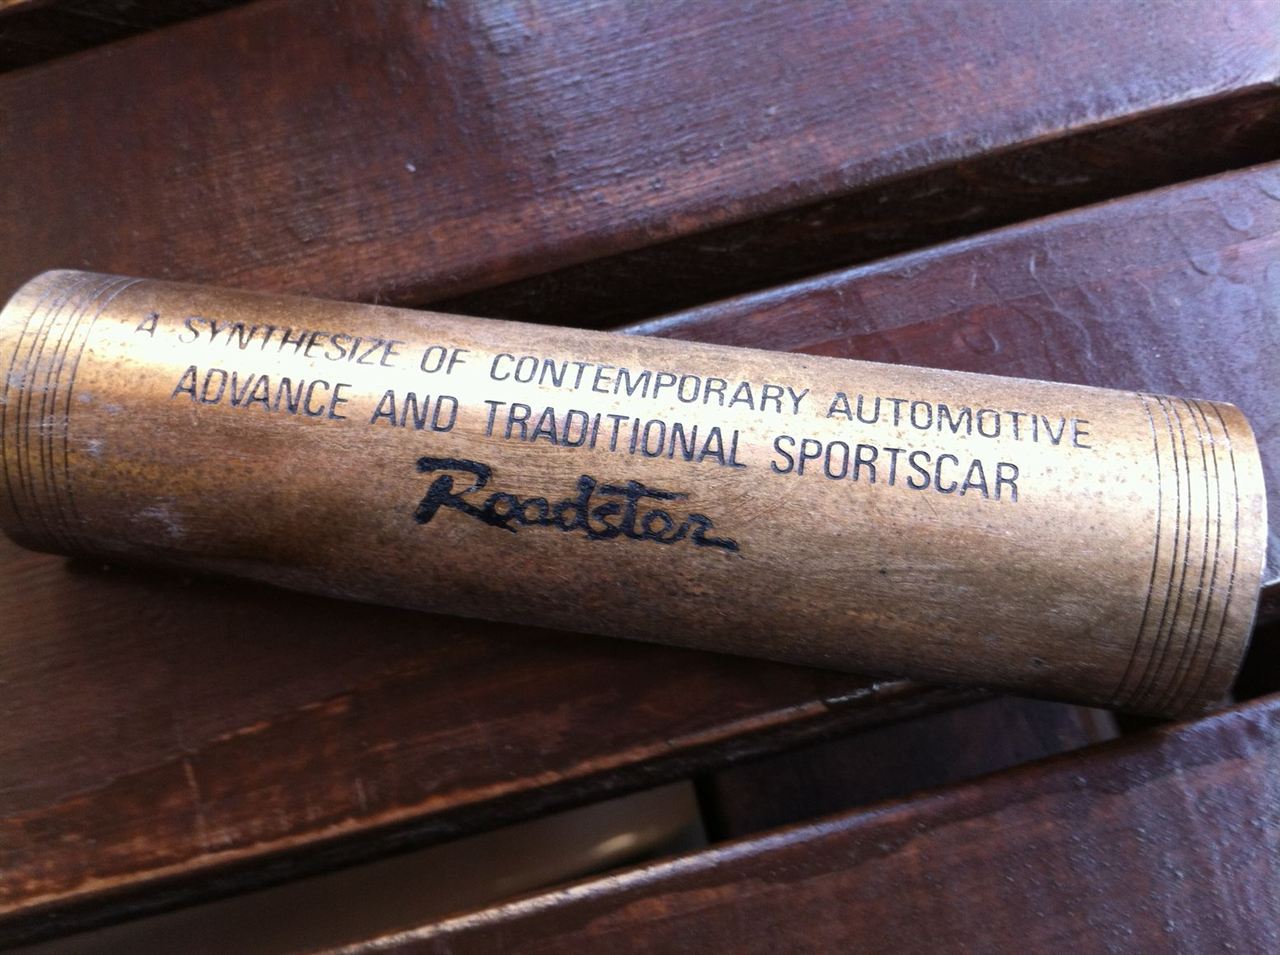 A SYNTHESIZE OF CONTEMPORARY AUTOMOTIVE
ADVANCE AND TRADITIONAL SPORTSCAR
Roadster